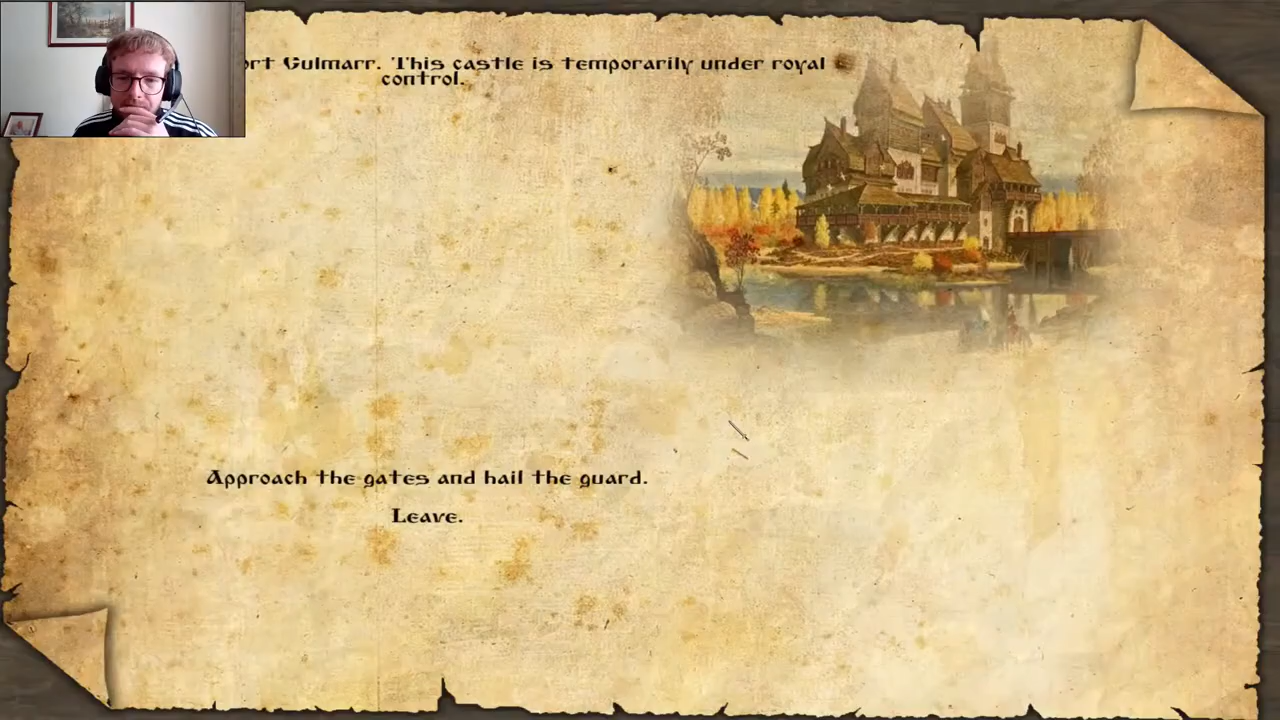 ort Gulmarr. This castle is temporarily under royal
control.
Approach the gates and hail the guard.
Leave.